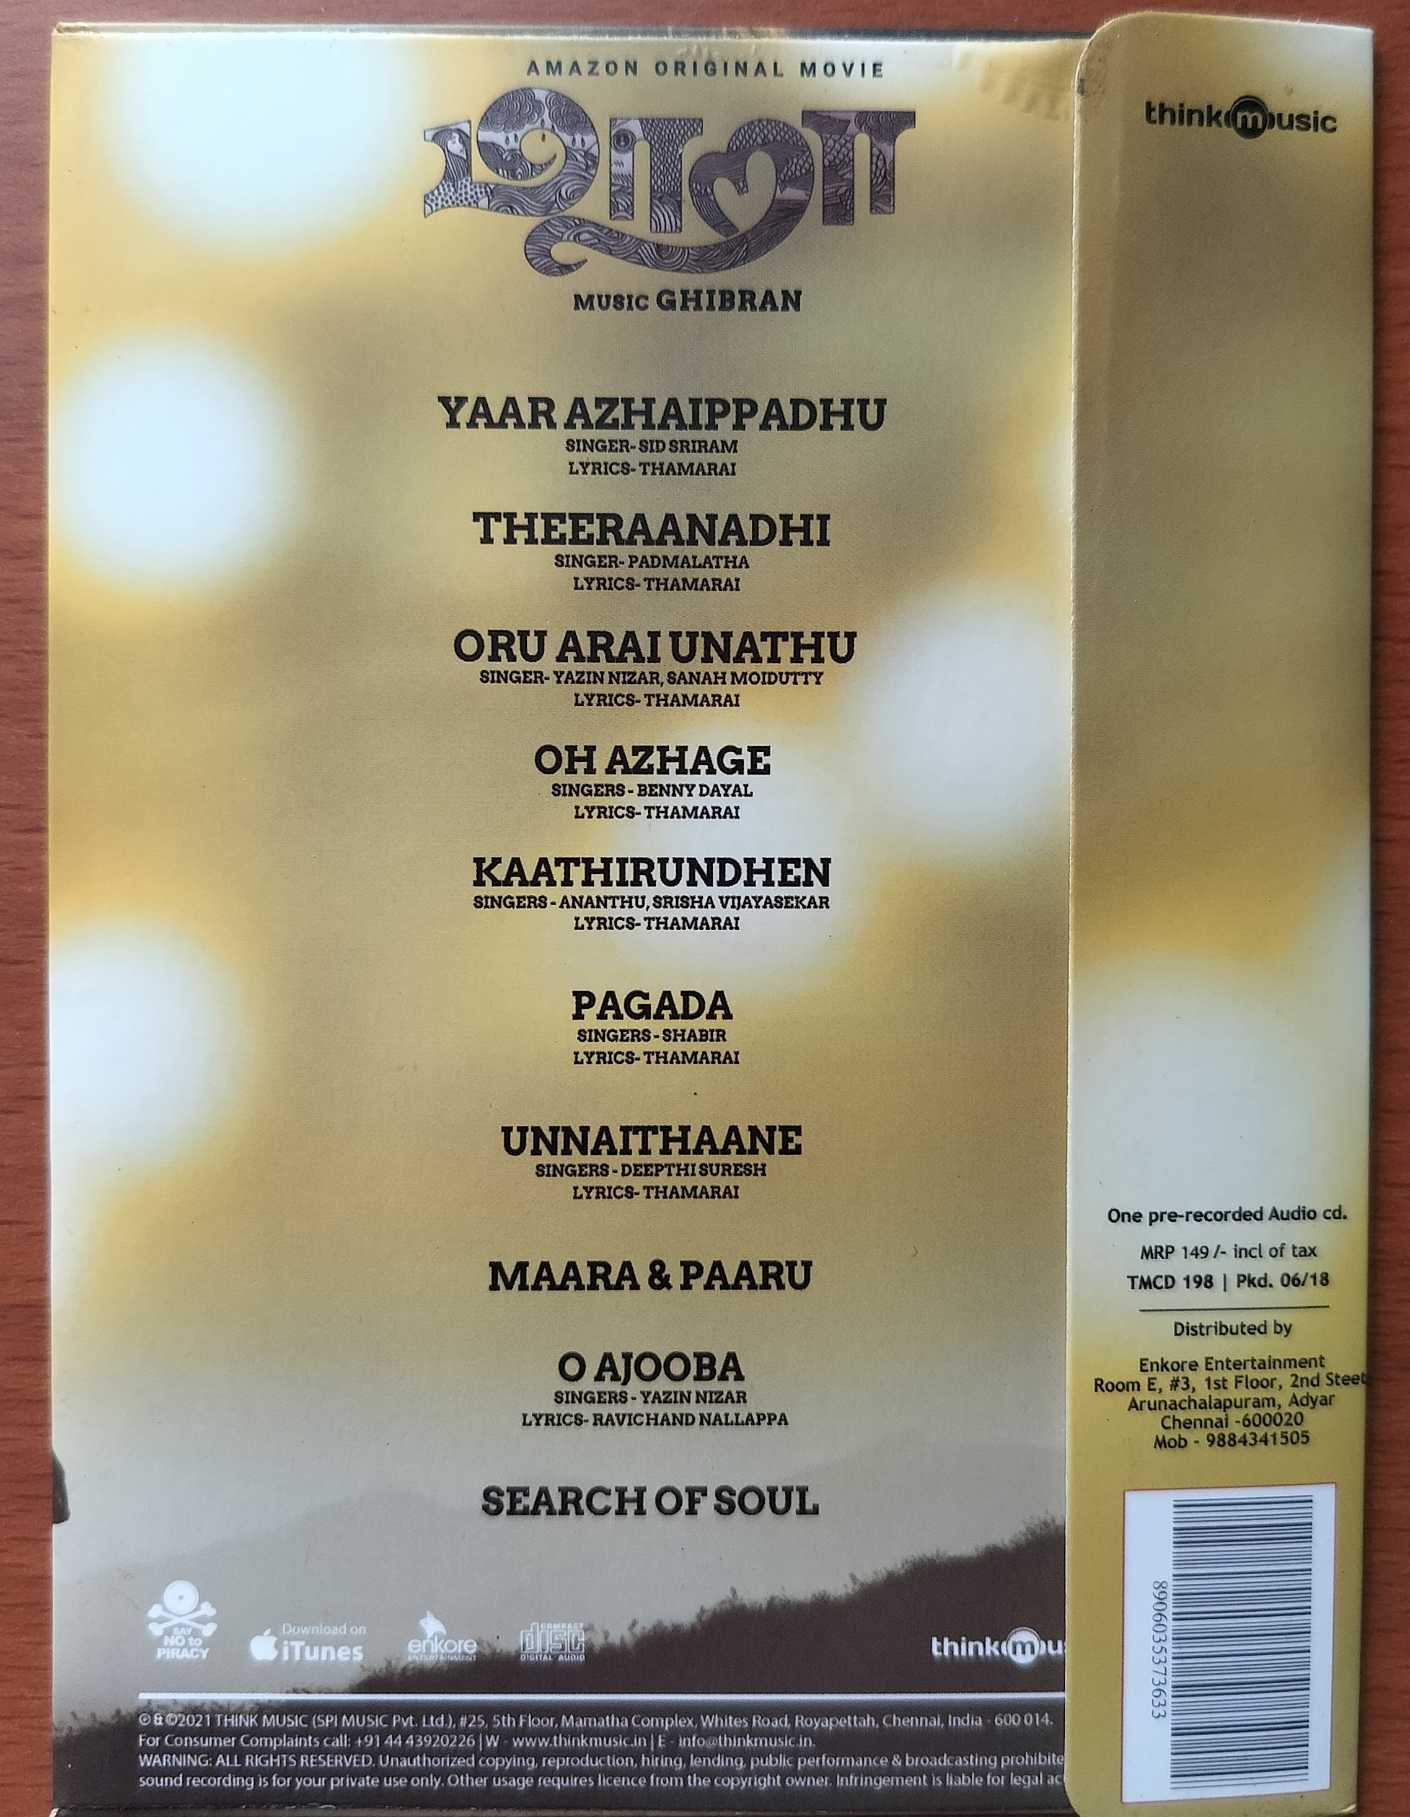 AMAZON ORIGINAL MOVIE
மாறா
MUSIC GHIBRAN
YAAR AZHAIPPADHU
SINGER- SID SRIRAM
LYRICS- THAMARAI
THEERAANADHI
SINGER- PADMALATHA
LYRICS- THAMARAI
ORU ARAI UNATHU
SINGER- YAZIN NIZAR, SANAH MOIDUTTY
LYRICS- THAMARAI
OH AZHAGE
SINGERS - BENNY DAYAL
LYRICS- THAMARAI
KAATHIRUNDHEN
SINGERS - ANANTHU, SRISHA VIJAYASEKAR
LYRICS- THAMARAI
PAGADA
SINGERS - SHABIR
LYRICS- THAMARAI
UNNAITHAANE
SINGERS - DEEPTHI SURESH
LYRICS- THAMARAI
MAARA & PAARU
O AJOOBA
SINGERS - YAZIN NIZAR
LYRICS- RAVICHAND NALLAPPA
SEARCH OF SOUL
SAY
NO to
PIRACY
Download on
iTunes
enkore
ENTERTAINMENT
COMPACT
disc
DIGITAL AUDIO
thinkmu
℗ & ©2021 THINK MUSIC (SPI MUSIC Pvt. Ltd.), #25, 5th Floor, Mamatha Complex, Whites Road, Royapettah, Chennai, India - 600 014.
For Consumer Complaints call: +91 44 43920226 | W - www.thinkmusic.in | E - info@thinkmusic.in.
WARNING: ALL RIGHTS RESERVED. Unauthorized copying, reproduction, hiring, lending, public performance & broadcasting prohibite
sound recording is for your private use only. Other usage requires licence from the copyright owner. Infringement is liable for legal ac
thinkmusic
One pre-recorded Audio cd.
MRP 149/- incl of tax
TMCD 198 | Pkd. 06/18
Distributed by
Enkore Entertainment
Room E, #3, 1st Floor, 2nd Steet
Arunachalapuram, Adyar
Chennai -600020
Mob - 9884341505
8906035373633